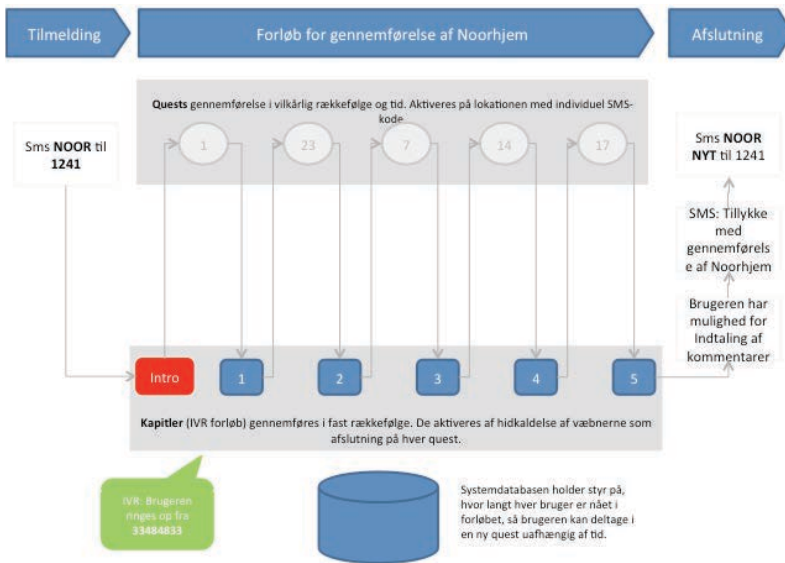 Tilmelding
Forløb for gennemførelse af Noorhjem
Afslutning
Quests gennemførelse i vilkårlig rækkefølge og tid. Aktiveres på lokationen med individuel SMS-
kode.
Sms NOOR til
1241
1
23
7
14
17
Sms NOOR
NYT til 1241
SMS: Tillykke
med
gennemførels
e af Noorhjem
Brugeren har
mulighed for
Indtaling af
kommentarer
Intro
1
2
3
4
5
Kapitler (IVR forløb) gennemføres i fast rækkefølge. De aktiveres af hidkaldelse af væbnerne som
afslutning på hver quest.
IVR: Brugeren
ringes op fra
33484833
Systemdatabasen holder styr på,
hvor langt hver bruger er nået i
forløbet, så brugeren kan deltage i
en ny quest uafhængig af tid.